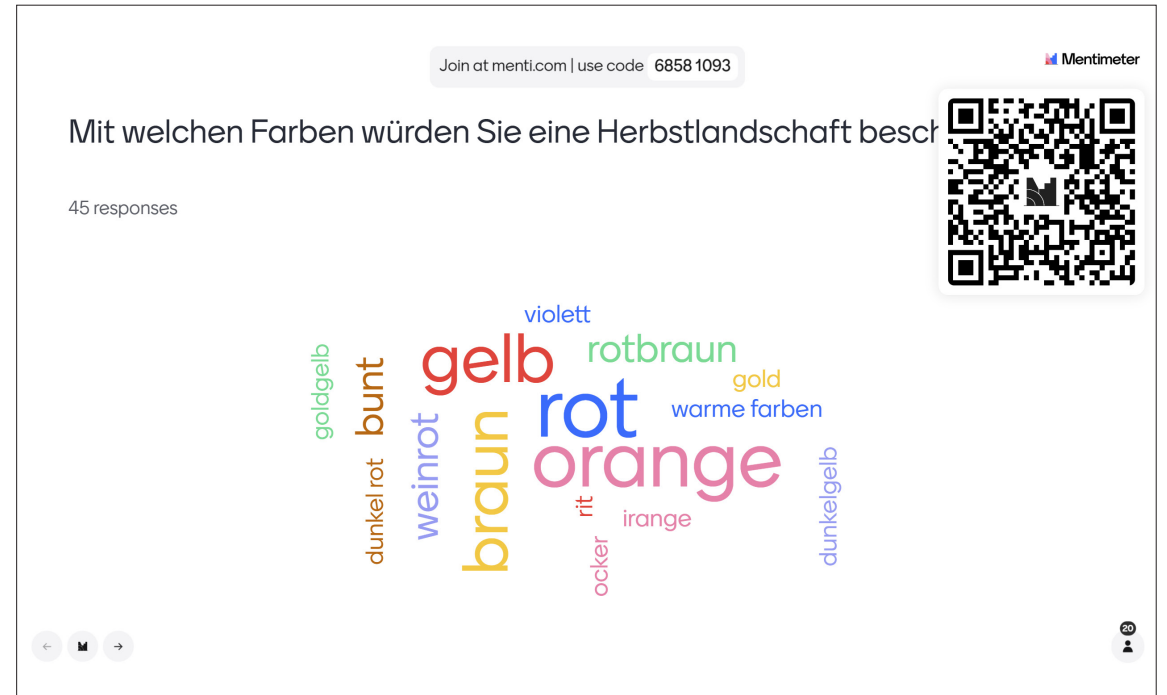 Join at menti.com | use code 6858 1093
Mentimeter
Mit welchen Farben würden Sie eine Herbstlandschaft besch
45 responses
violett
goldgelb
bunt
gelb
rotbraun
gold
rot
warme farben
weinrot
braun
orange
dunkel rot
rit
irange
dunkelgelb
ocker
20